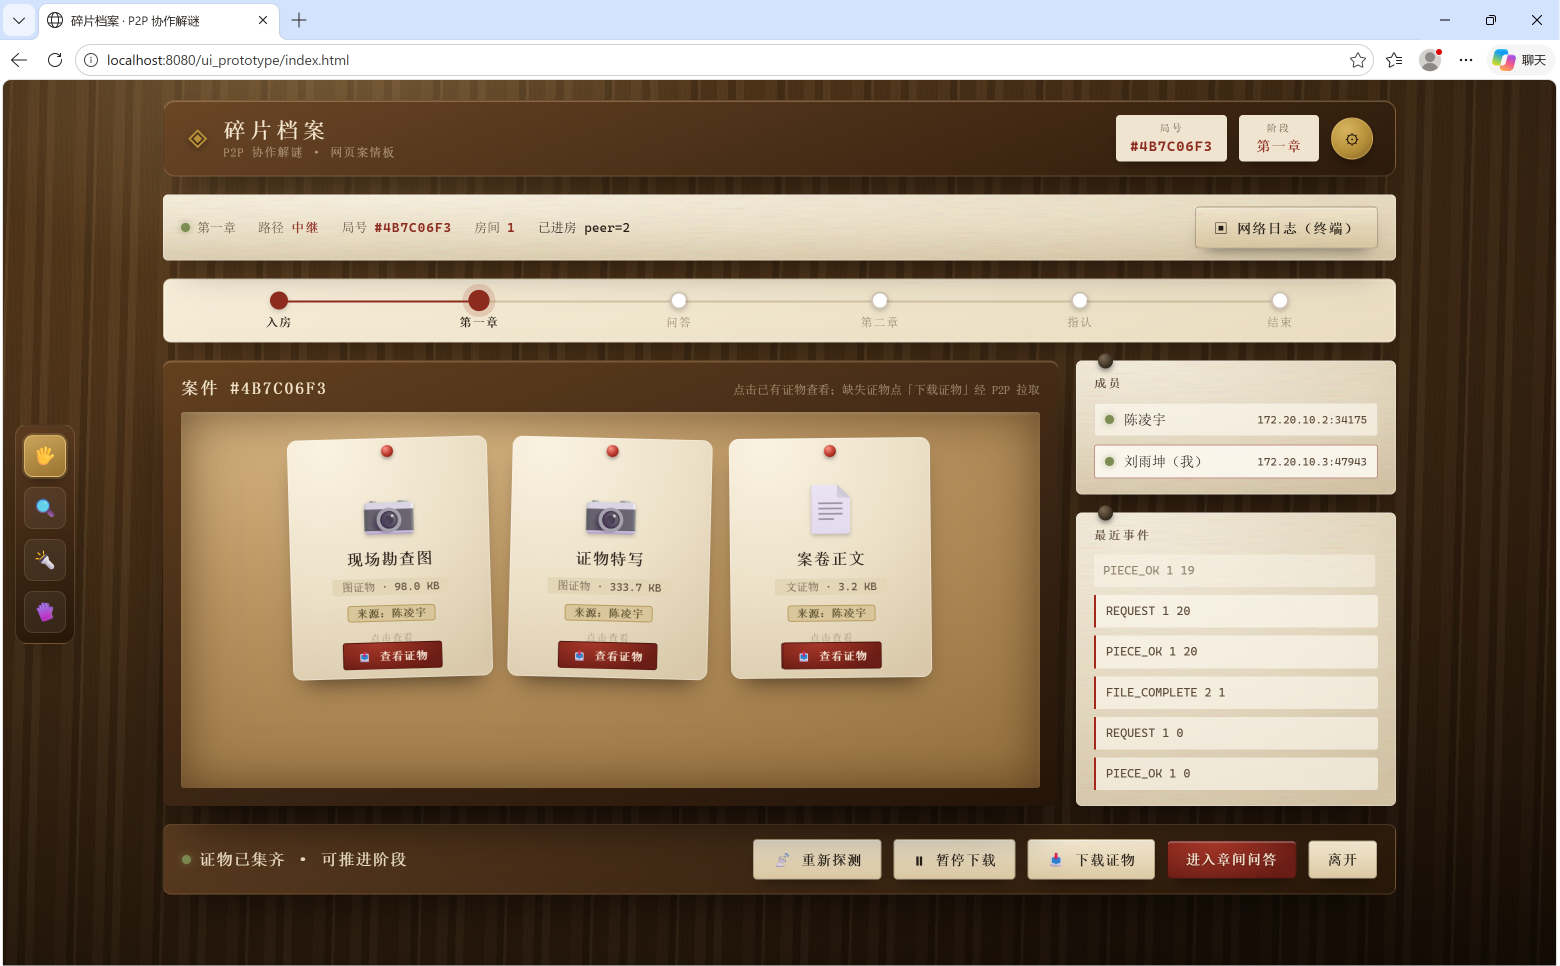 碎片档案 · P2P 协作解谜
localhost:8080/ui_prototype/index.html
聊天
碎片档案
P2P 协作解谜 • 网页案情板
局号
#4B7C06F3
阶段
第一章
第一章 路径 中继 局号 #4B7C06F3 房间 1 已进房 peer=2
网络日志（终端）
入房 第一章 问答 第二章 指认 结束
案件 #4B7C06F3
点击已有证物查看；缺失证物点「下载证物」经 P2P 拉取
现场勘查图
图证物 · 98.0 KB
来源：陈凌宇
点击查看
查看证物
证物特写
图证物 · 333.7 KB
来源：陈凌宇
点击查看
查看证物
案卷正文
文证物 · 3.2 KB
来源：陈凌宇
点击查看
查看证物
成员
陈凌宇 172.20.10.2:34175
刘雨坤（我） 172.20.10.3:47943
最近事件
PIECE_OK 1 19
REQUEST 1 20
PIECE_OK 1 20
FILE_COMPLETE 2 1
REQUEST 1 0
PIECE_OK 1 0
证物已集齐 • 可推进阶段
重新探测
暂停下载
下载证物
进入章间问答
离开